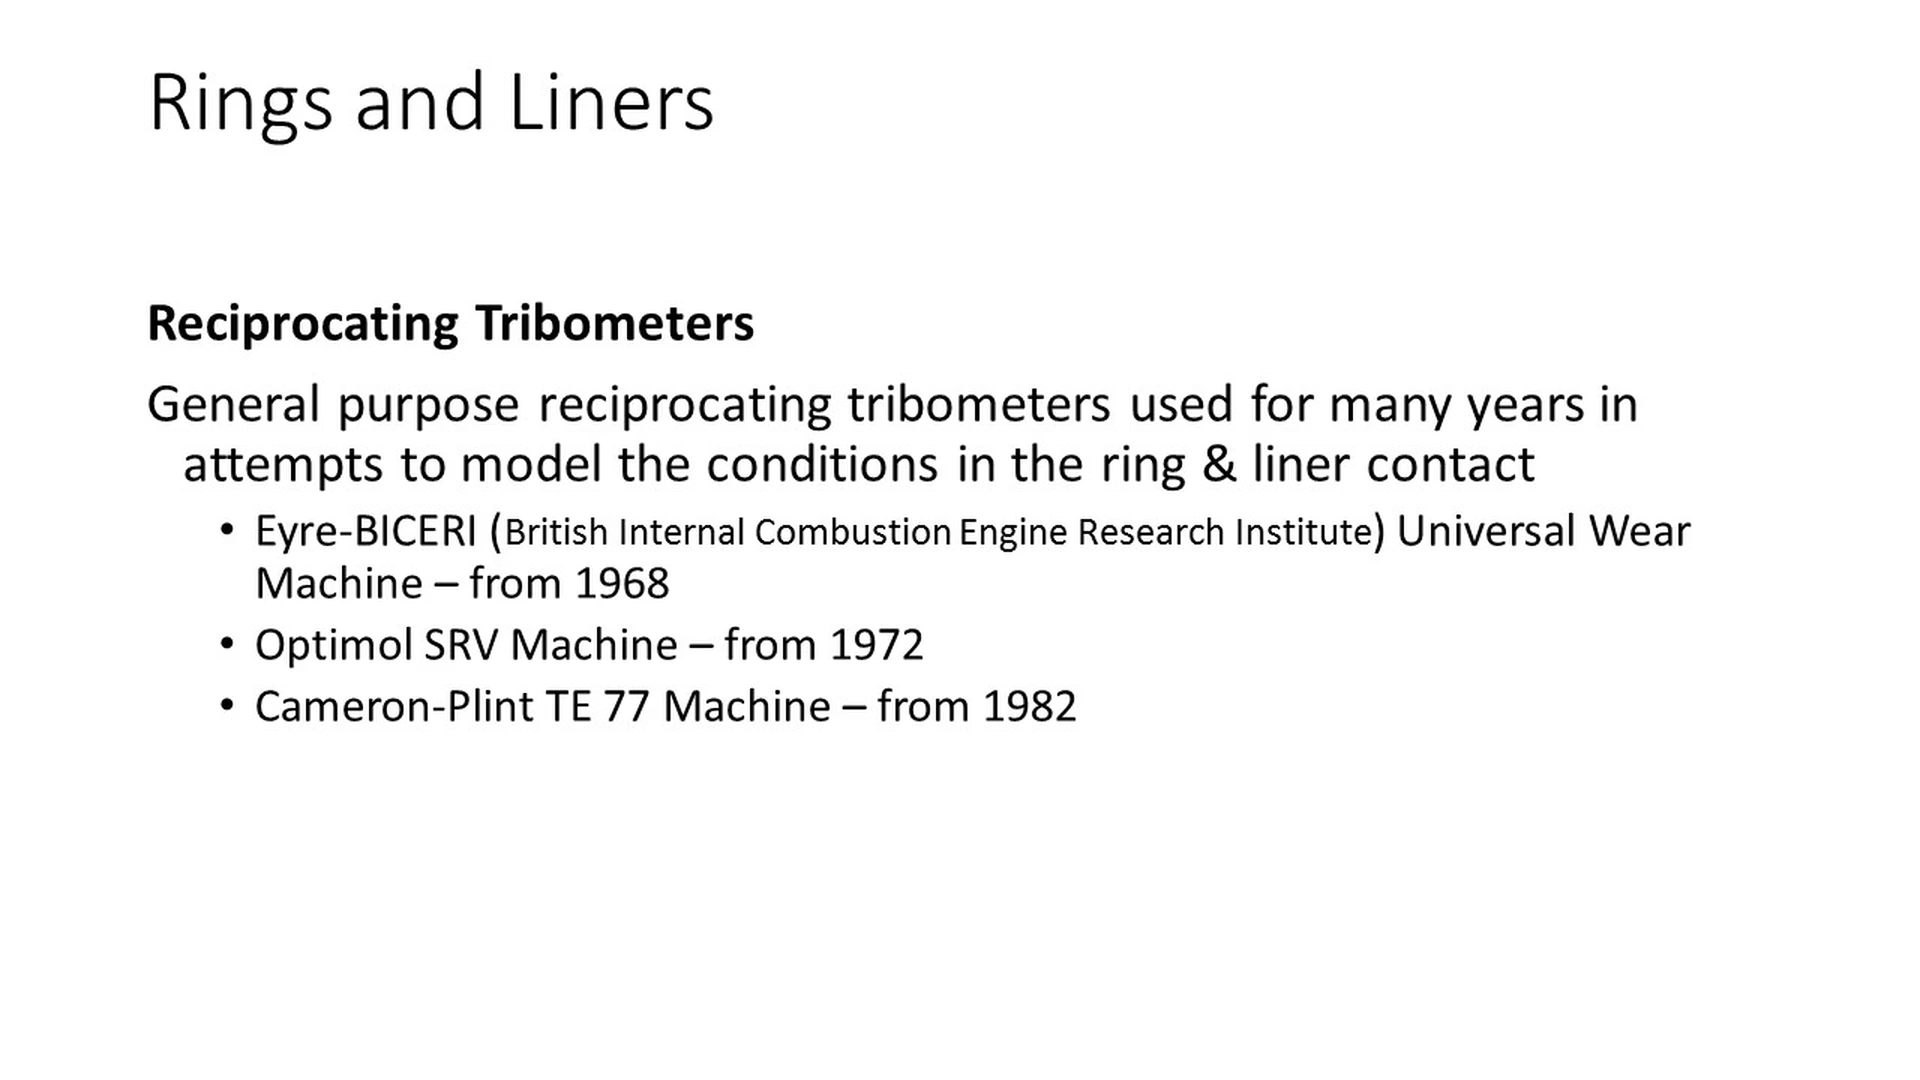 Rings and Liners
Reciprocating Tribometers
General purpose reciprocating tribometers used for many years in
attempts to model the conditions in the ring & liner contact
• Eyre-BICERI (British Internal Combustion Engine Research Institute) Universal Wear
Machine – from 1968
• Optimol SRV Machine – from 1972
• Cameron-Plint TE 77 Machine – from 1982